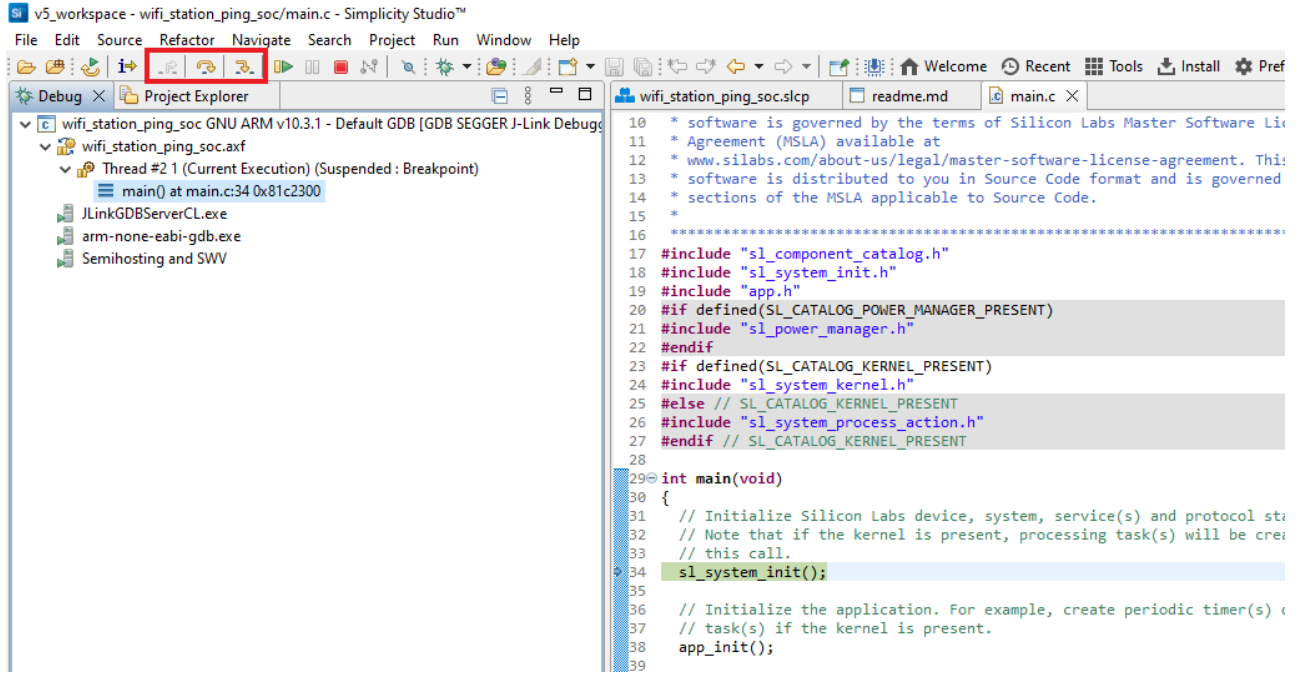 Si v5_workspace - wifi_station_ping_soc/main.c - Simplicity Studio™
File Edit Source Refactor Navigate Search Project Run Window Help
Welcome Recent Tools Install Pref
Debug Project Explorer
wifi_station_ping_soc GNU ARM v10.3.1 - Default GDB [GDB SEGGER J-Link Debugg
wifi_station_ping_soc.axf
Thread #2 1 (Current Execution) (Suspended : Breakpoint)
main() at main.c:34 0x81c2300
JLinkGDBServerCL.exe
arm-none-eabi-gdb.exe
Semihosting and SWV
wifi_station_ping_soc.slcp readme.md main.c
10 * software is governed by the terms of Silicon Labs Master Software Lic
11 * Agreement (MSLA) available at
12 * www.silabs.com/about-us/legal/master-software-license-agreement. This
13 * software is distributed to you in Source Code format and is governed
14 * sections of the MSLA applicable to Source Code.
15 *
16 ******************************************************************************
17 #include "sl_component_catalog.h"
18 #include "sl_system_init.h"
19 #include "app.h"
20 #if defined(SL_CATALOG_POWER_MANAGER_PRESENT)
21 #include "sl_power_manager.h"
22 #endif
23 #if defined(SL_CATALOG_KERNEL_PRESENT)
24 #include "sl_system_kernel.h"
25 #else // SL_CATALOG_KERNEL_PRESENT
26 #include "sl_system_process_action.h"
27 #endif // SL_CATALOG_KERNEL_PRESENT
28
29 int main(void)
30 {
31 // Initialize Silicon Labs device, system, service(s) and protocol sta
32 // Note that if the kernel is present, processing task(s) will be crea
33 // this call.
34 sl_system_init();
35
36 // Initialize the application. For example, create periodic timer(s) o
37 // task(s) if the kernel is present.
38 app_init();
39